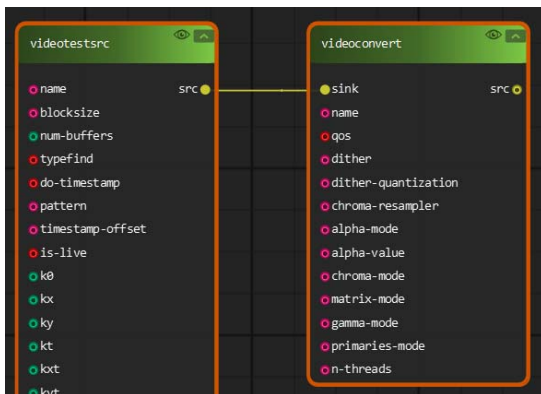 videotestsrc
name
src
blocksize
num-buffers
typefind
do-timestamp
pattern
timestamp-offset
is-live
k0
kx
ky
kt
kxt
kyt
videoconvert
sink
src
name
qos
dither
dither-quantization
chroma-resampler
alpha-mode
alpha-value
chroma-mode
matrix-mode
gamma-mode
primaries-mode
n-threads